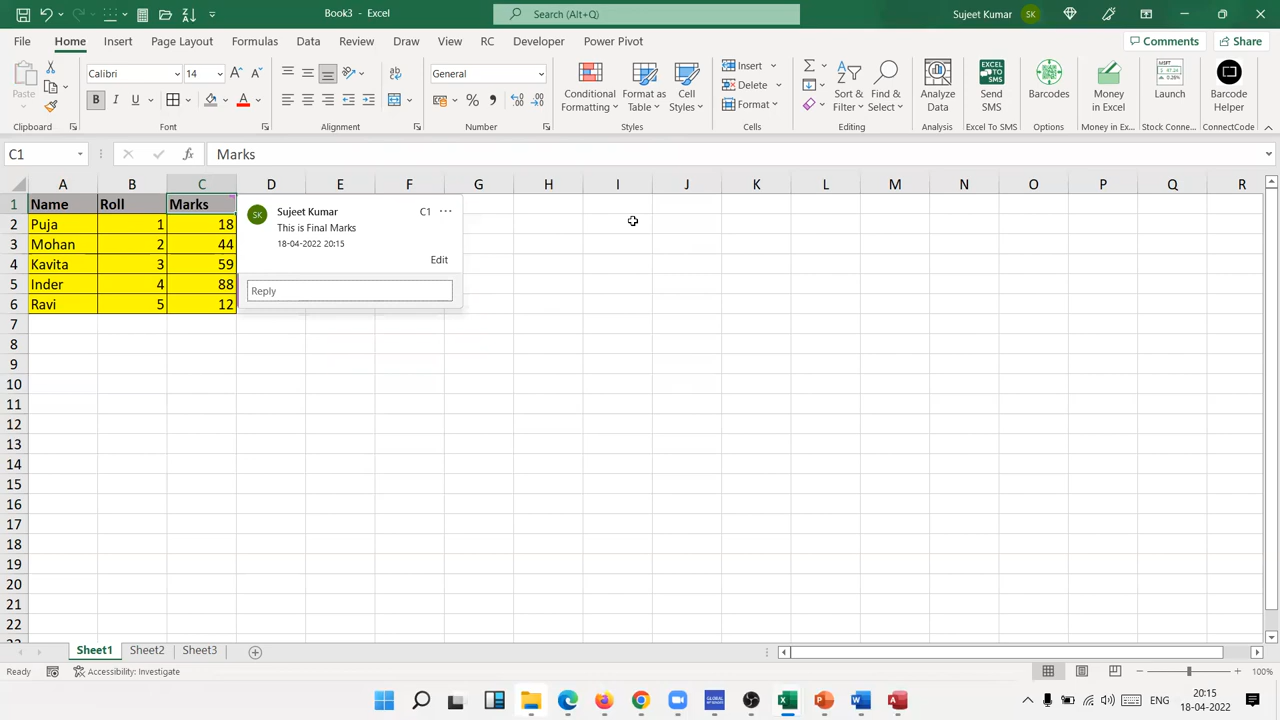 Book3 - Excel
Search (Alt+Q)
Sujeet Kumar
SK
File Home Insert Page Layout Formulas Data Review Draw View RC Developer Power Pivot
Comments Share
Paste
Calibri 14
B I U
General
Conditional Formatting
Format as Table
Cell Styles
Insert
Delete
Format
Sort & Filter
Find & Select
Analyze Data
EXCEL TO SMS
Send SMS
Barcodes
Money in Excel
MSFT
Launch
Barcode Helper
Clipboard Font Alignment Number Styles Cells Editing Analysis Excel To SMS Options Money in Ex... Stock Conne... ConnectCode
C1 fx Marks
A B C D E F G H I J K L M N O P Q R
1 Name Roll Marks
2 Puja 1 18
3 Mohan 2 44
4 Kavita 3 59
5 Inder 4 88
6 Ravi 5 12
7
8
9
10
11
12
13
14
15
16
17
18
19
20
21
22
SK Sujeet Kumar C1 ...
This is Final Marks
18-04-2022 20:15
Edit
Reply
Sheet1 Sheet2 Sheet3
Ready Accessibility: Investigate 100%
ENG 20:15
18-04-2022